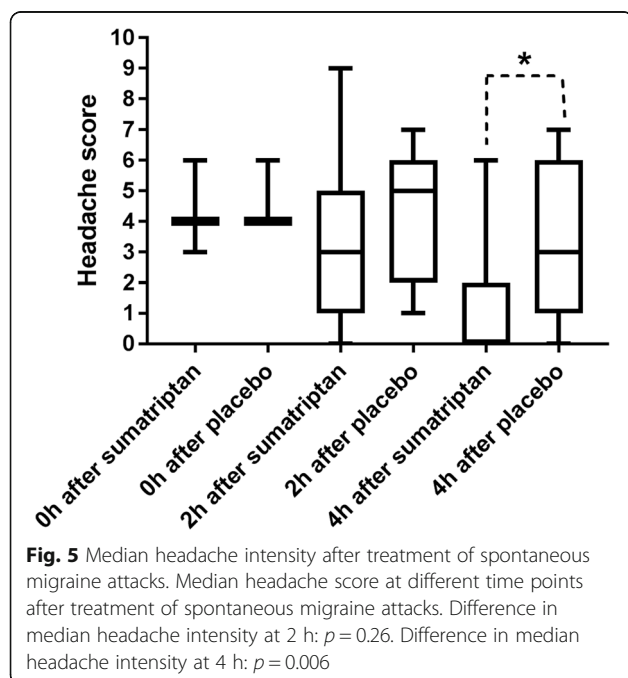 10
9
8
7
6
5
4
3
2
1
0
Headache score
*
0h after sumatriptan
0h after placebo
2h after sumatriptan
2h after placebo
4h after sumatriptan
4h after placebo
Fig. 5 Median headache intensity after treatment of spontaneous
migraine attacks. Median headache score at different time points
after treatment of spontaneous migraine attacks. Difference in
median headache intensity at 2 h: p = 0.26. Difference in median
headache intensity at 4 h: p = 0.006